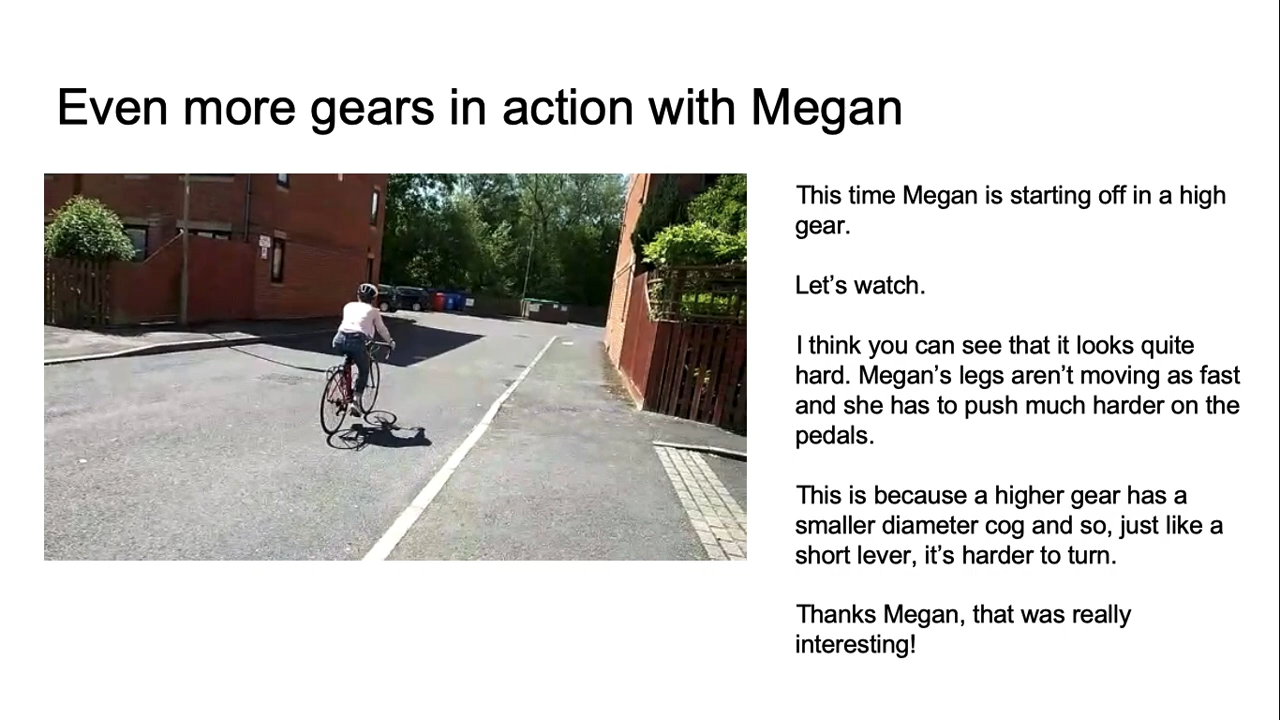 Even more gears in action with Megan
This time Megan is starting off in a high
gear.
Let’s watch.
I think you can see that it looks quite
hard. Megan’s legs aren’t moving as fast
and she has to push much harder on the
pedals.
This is because a higher gear has a
smaller diameter cog and so, just like a
short lever, it’s harder to turn.
Thanks Megan, that was really
interesting!